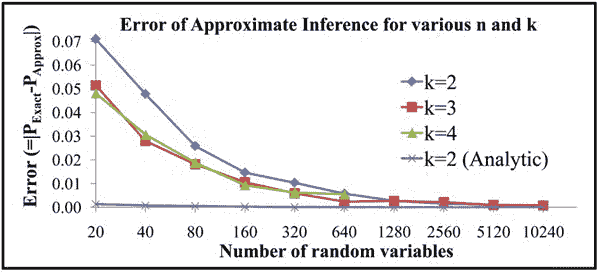 Error of Approximate Inference for various n and k
Error (=|PExact-PApprox|)
0.07
0.06
0.05
0.04
0.03
0.02
0.01
0.00
k=2
k=3
k=4
k=2 (Analytic)
20 40 80 160 320 640 1280 2560 5120 10240
Number of random variables